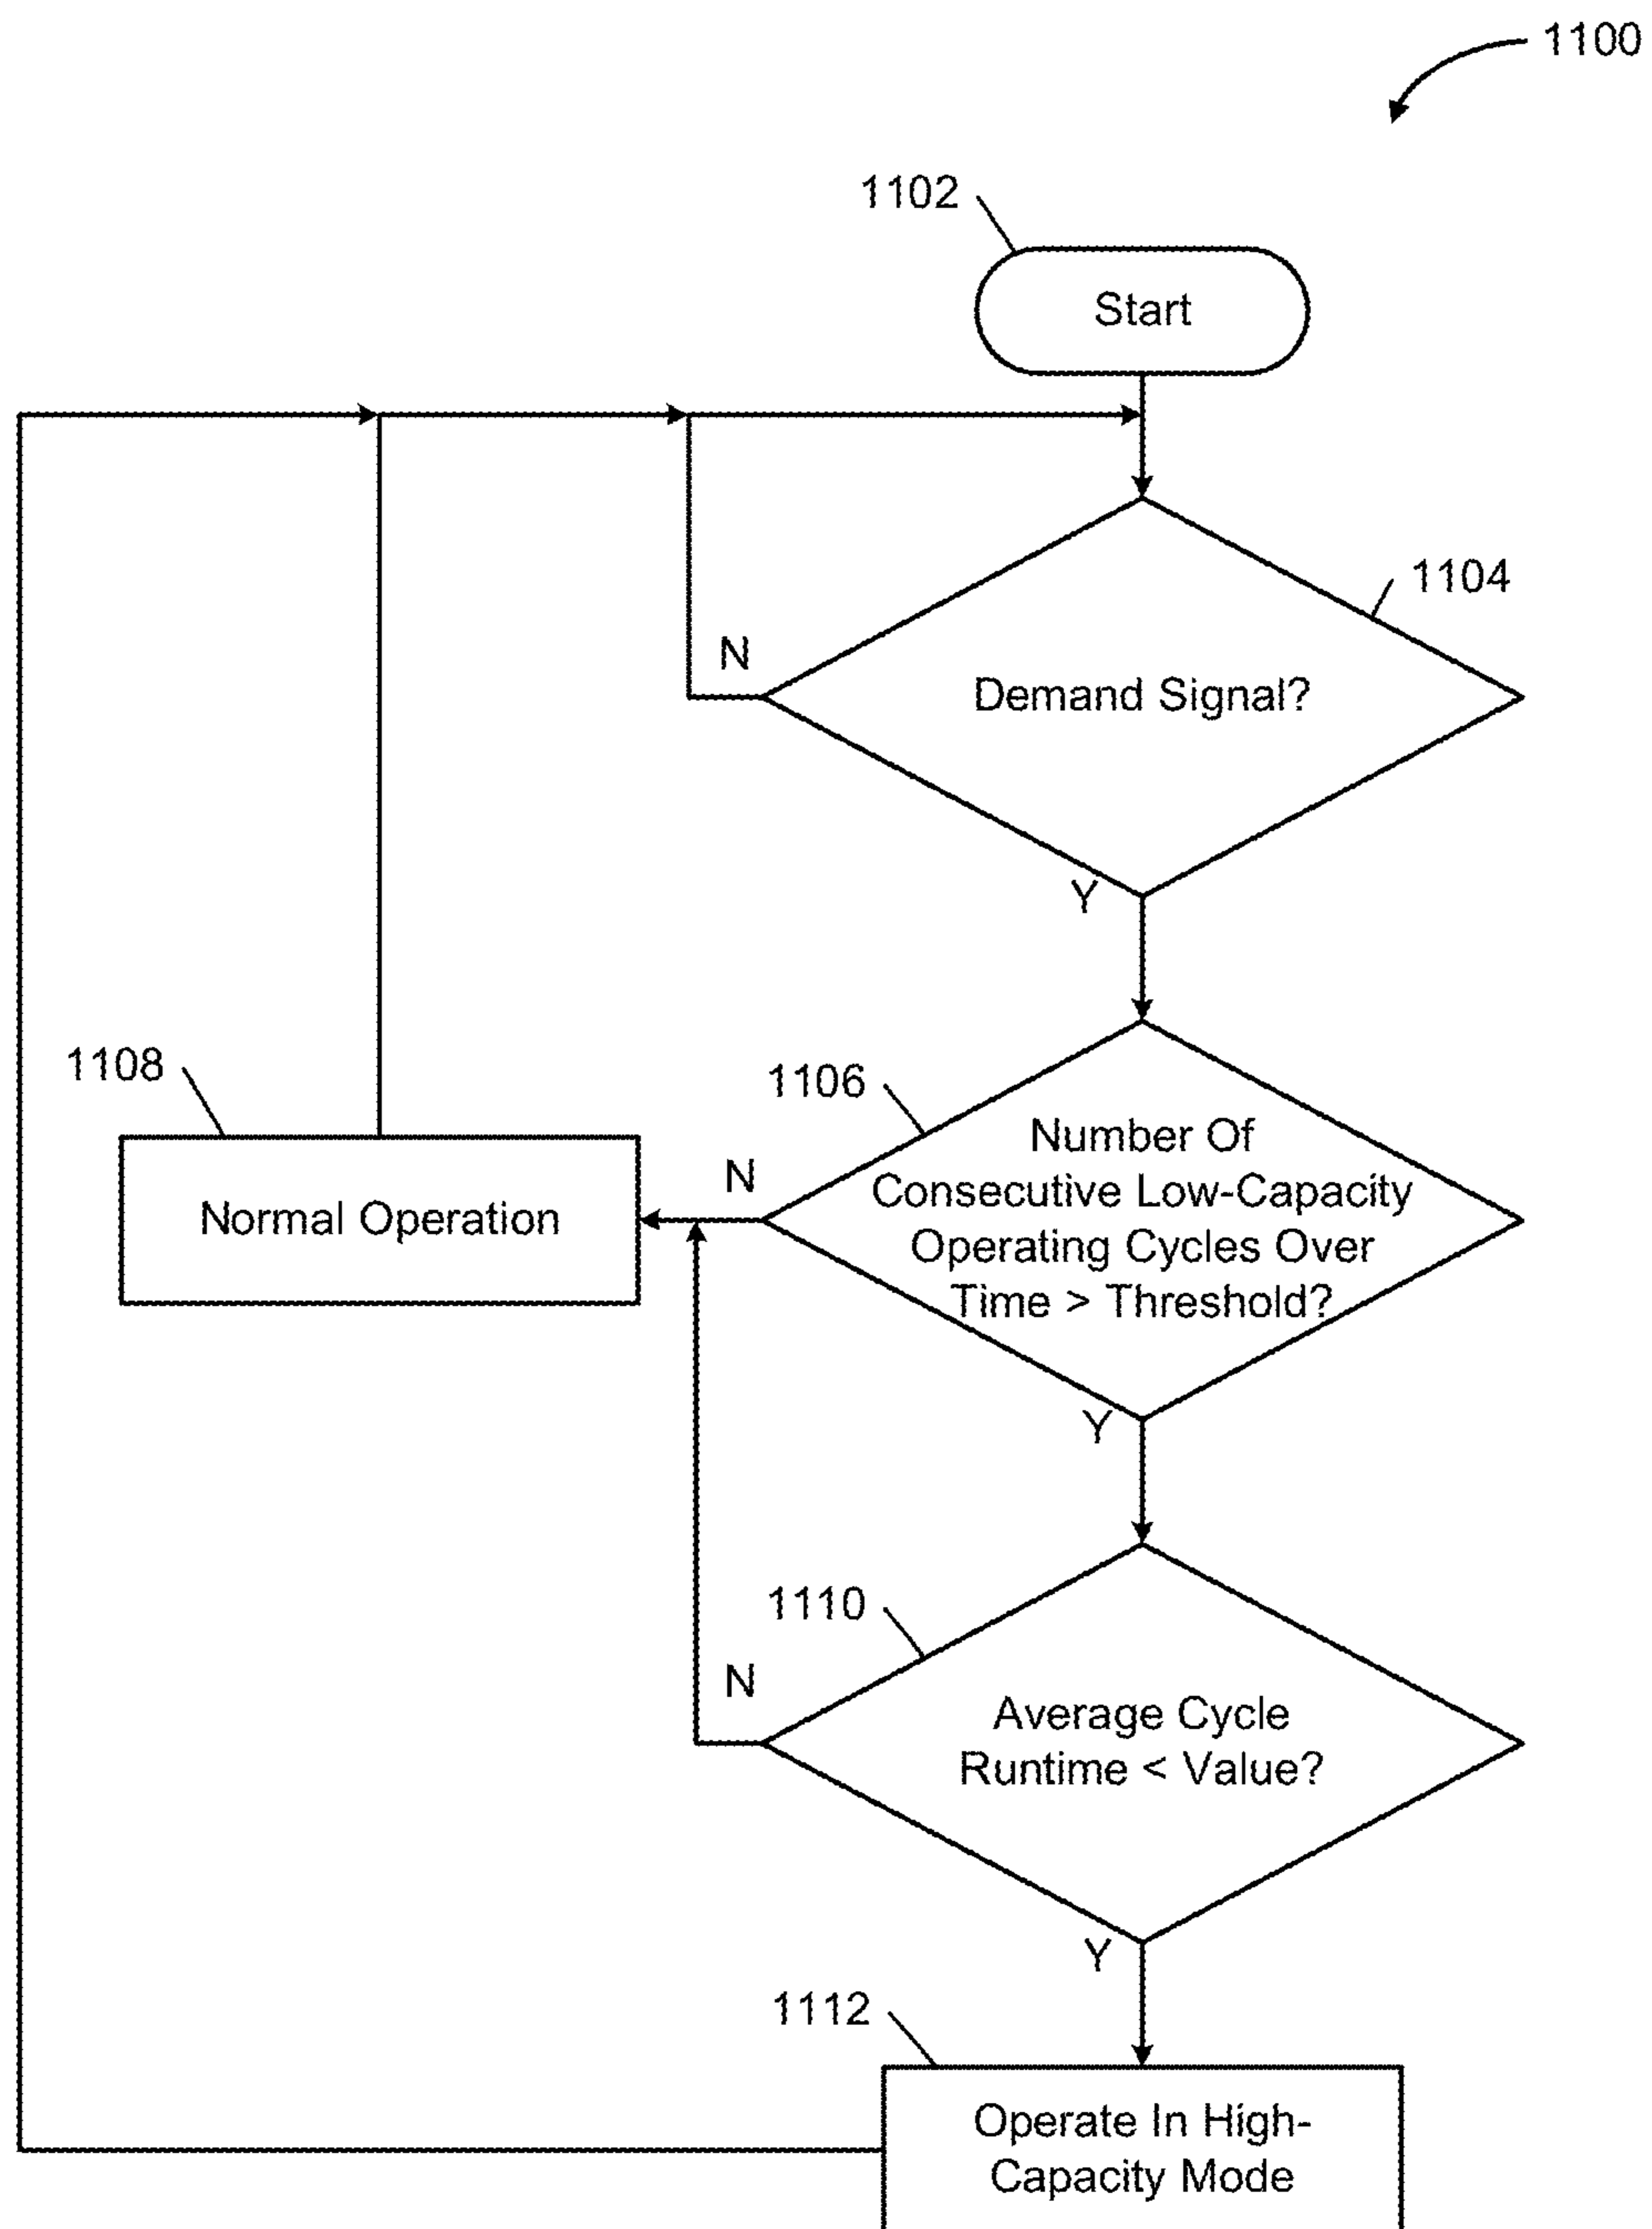 1100
1102
Start
1104
N
Demand Signal?
Y
1108
1106
Number Of
N
Consecutive Low-Capacity
Normal Operation
Operating Cycles Over
Time > Threshold?
Y
1110
N
Average Cycle
Runtime < Value?
Y
1112
Operate In High-
Capacity Mode